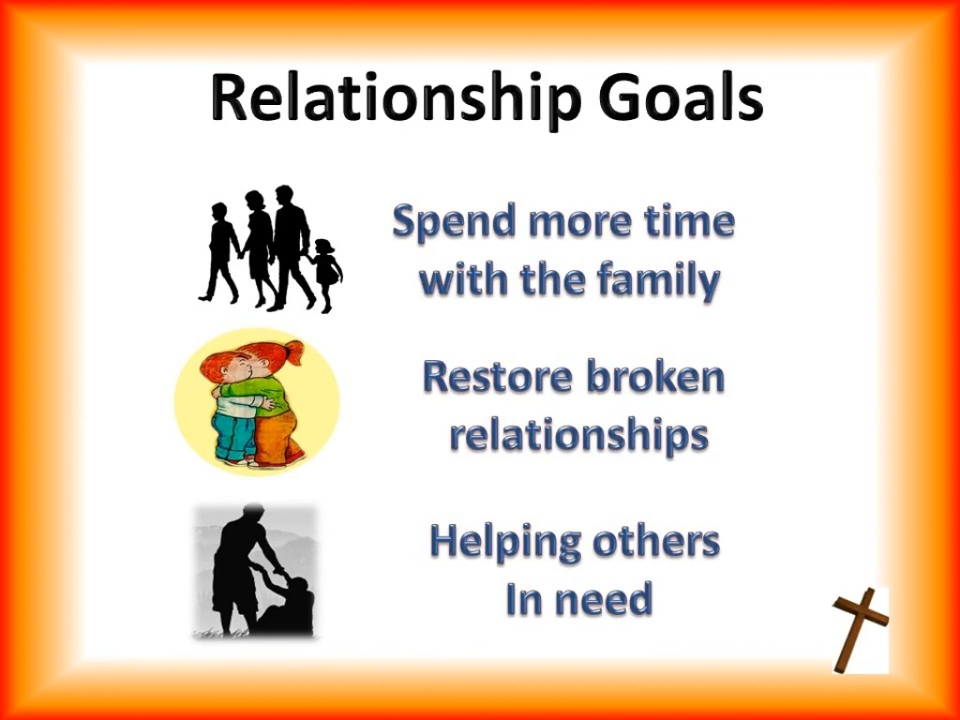 Relationship Goals
Spend more time
with the family
Restore broken
relationships
Helping others
In need